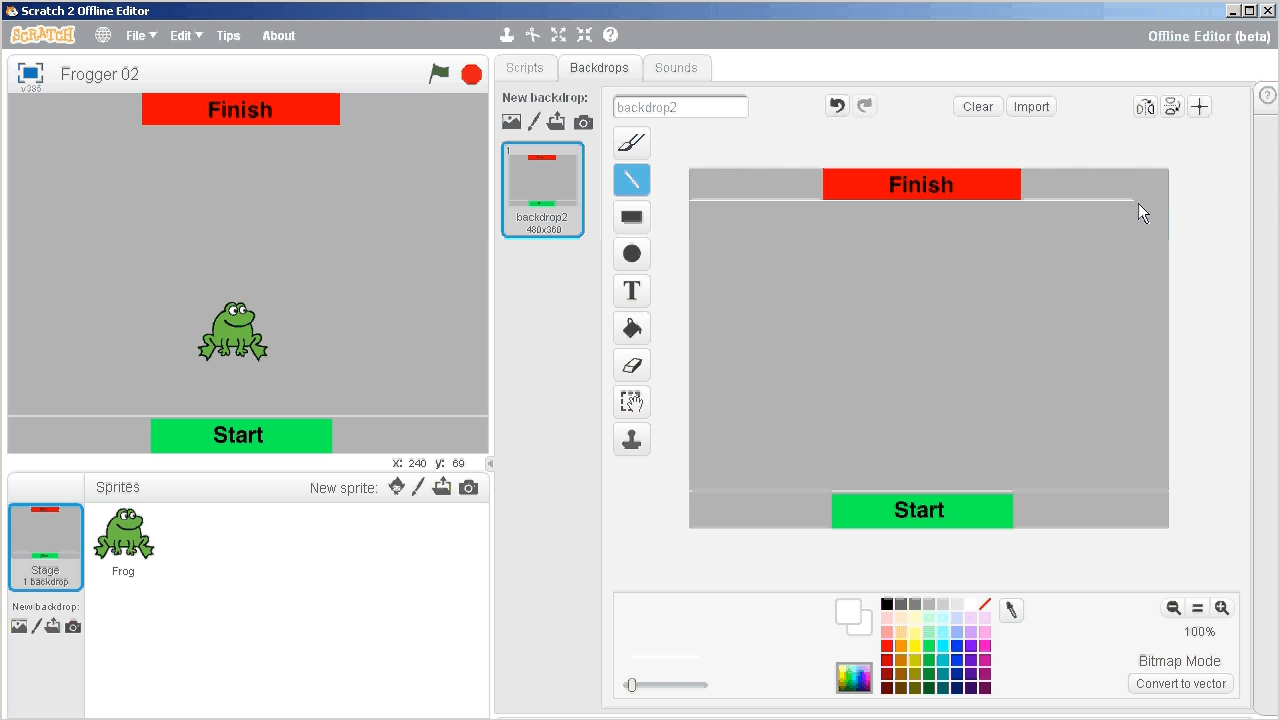 Scratch 2 Offline Editor
SCRATCH File Edit Tips About Offline Editor (beta)
v385
Frogger 02
Scripts Backdrops Sounds
New backdrop:
backdrop2
Clear Import
1
backdrop2
480x360
Finish
Start
Finish
Start
T
x: 240 y: 69
Sprites New sprite:
Stage
1 backdrop
New backdrop:
Frog
100%
Bitmap Mode
Convert to vector